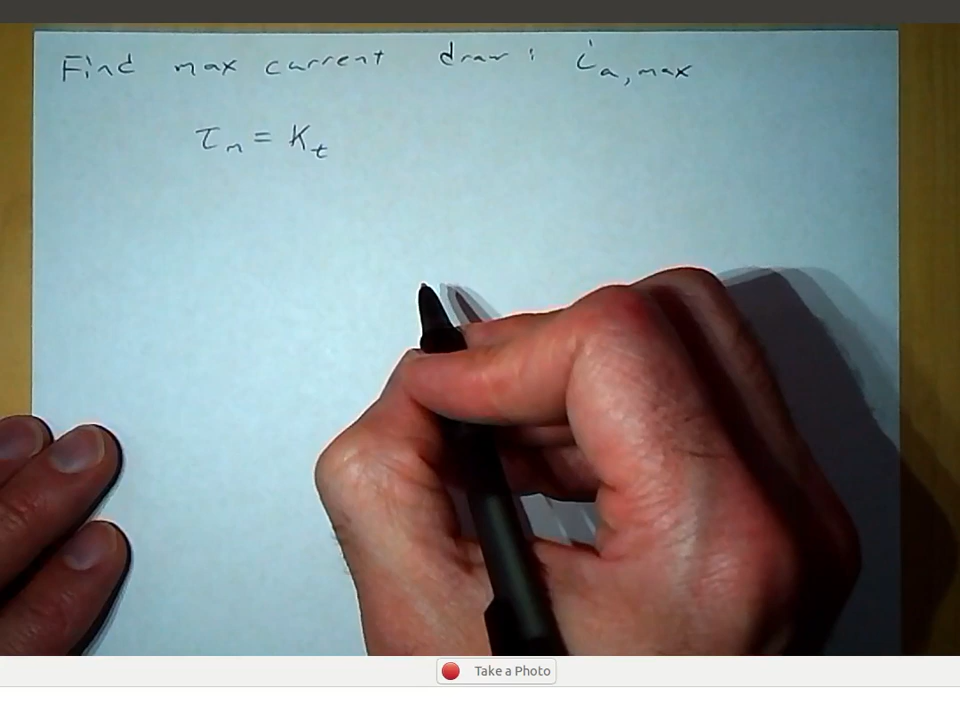 Find max current draw: i_a,max
τ_m = K_t
Take a Photo